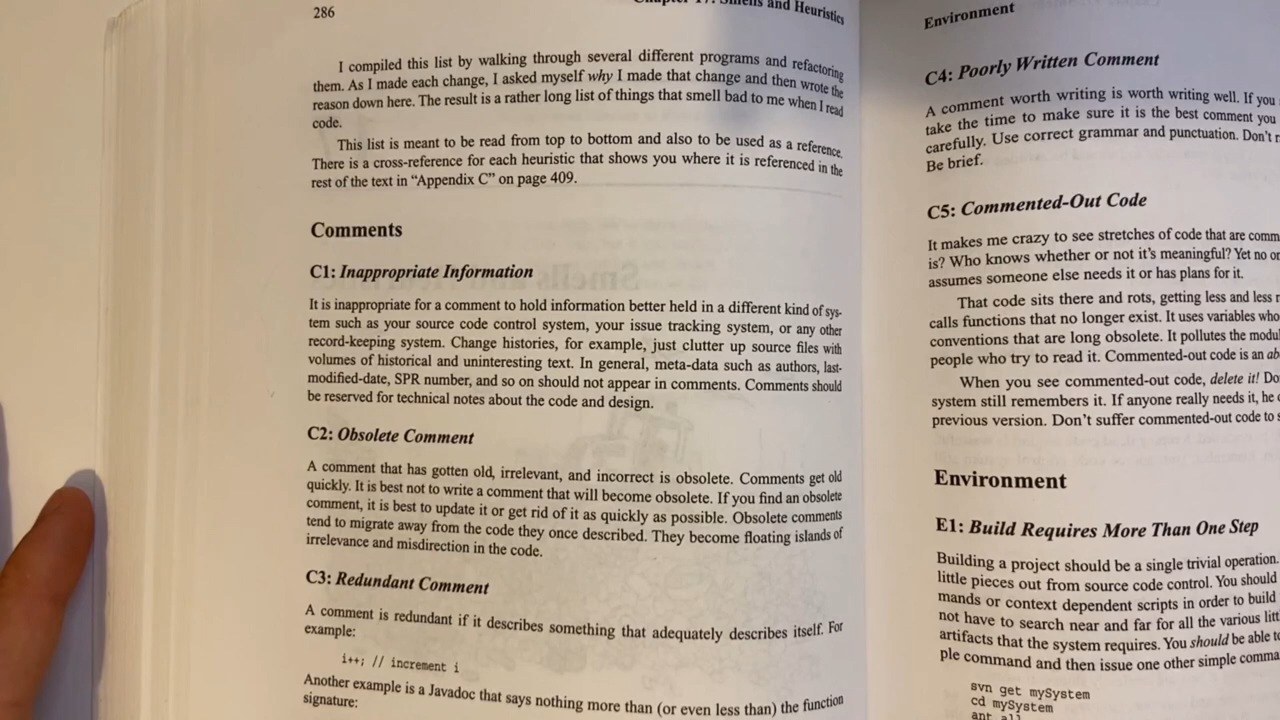 286
Smells and Heuristics
I compiled this list by walking through several different programs and refactoring
them. As I made each change, I asked myself why I made that change and then wrote the
reason down here. The result is a rather long list of things that smell bad to me when I read
code.
This list is meant to be read from top to bottom and also to be used as a reference.
There is a cross-reference for each heuristic that shows you where it is referenced in the
rest of the text in “Appendix C” on page 409.
Comments
C1: Inappropriate Information
It is inappropriate for a comment to hold information better held in a different kind of sys-
tem such as your source code control system, your issue tracking system, or any other
record-keeping system. Change histories, for example, just clutter up source files with
volumes of historical and uninteresting text. In general, meta-data such as authors, last-
modified-date, SPR number, and so on should not appear in comments. Comments should
be reserved for technical notes about the code and design.
C2: Obsolete Comment
A comment that has gotten old, irrelevant, and incorrect is obsolete. Comments get old
quickly. It is best not to write a comment that will become obsolete. If you find an obsolete
comment, it is best to update it or get rid of it as quickly as possible. Obsolete comments
tend to migrate away from the code they once described. They become floating islands of
irrelevance and misdirection in the code.
C3: Redundant Comment
A comment is redundant if it describes something that adequately describes itself. For
example:
i++; // increment i
Another example is a Javadoc that says nothing more than (or even less than) the function
signature:
Environment
C4: Poorly Written Comment
A comment worth writing is worth writing well. If you
take the time to make sure it is the best comment you
carefully. Use correct grammar and punctuation. Don’t
Be brief.
C5: Commented-Out Code
It makes me crazy to see stretches of code that are
is? Who knows whether or not it’s meaningful? Yet no
assumes someone else needs it or has plans for it.
That code sits there and rots, getting less and less
calls functions that no longer exist. It uses variables
conventions that are long obsolete. It pollutes the
people who try to read it. Commented-out code is an
When you see commented-out code, delete it!
system still remembers it. If anyone really needs it, he
previous version. Don’t suffer commented-out code to
Environment
E1: Build Requires More Than One Step
Building a project should be a single trivial operation.
little pieces out from source code control. You should
mands or context dependent scripts in order to build
not have to search near and far for all the various
artifacts that the system requires. You should be able
ple command and then issue one other simple
svn get mySystem
cd mySystem
ant all